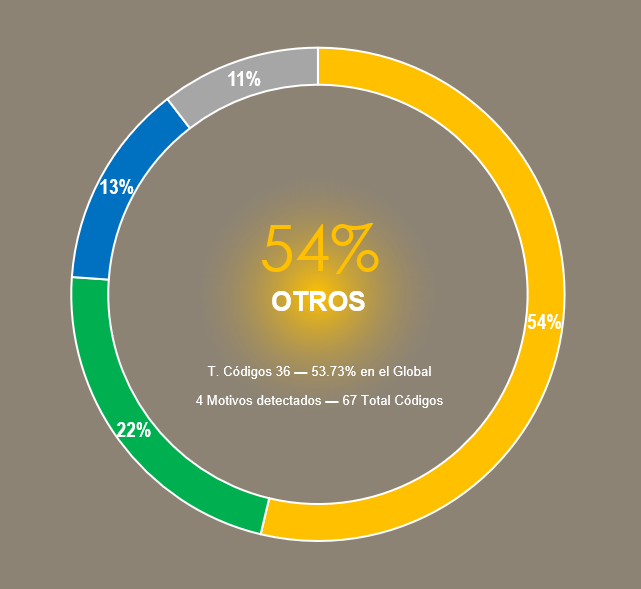 11%
13%
54%
OTROS
54%
T. Códigos 36 — 53.73% en el Global
4 Motivos detectados — 67 Total Códigos
22%